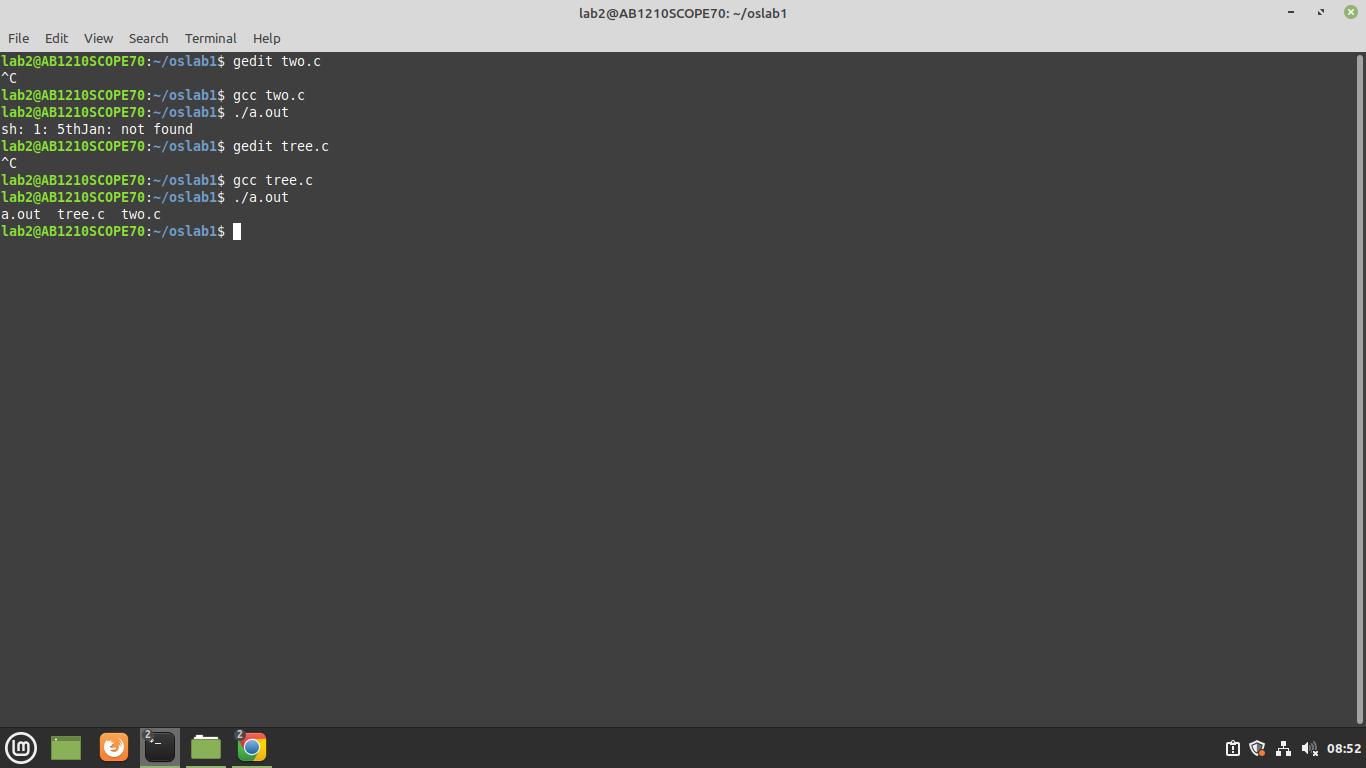 lab2@AB1210SCOPE70: ~/oslab1
File Edit View Search Terminal Help
lab2@AB1210SCOPE70:~/oslab1$ gedit two.c
^C
lab2@AB1210SCOPE70:~/oslab1$ gcc two.c
lab2@AB1210SCOPE70:~/oslab1$ ./a.out
sh: 1: 5thJan: not found
lab2@AB1210SCOPE70:~/oslab1$ gedit tree.c
^C
lab2@AB1210SCOPE70:~/oslab1$ gcc tree.c
lab2@AB1210SCOPE70:~/oslab1$ ./a.out
a.out  tree.c  two.c
lab2@AB1210SCOPE70:~/oslab1$
2 2 08:52